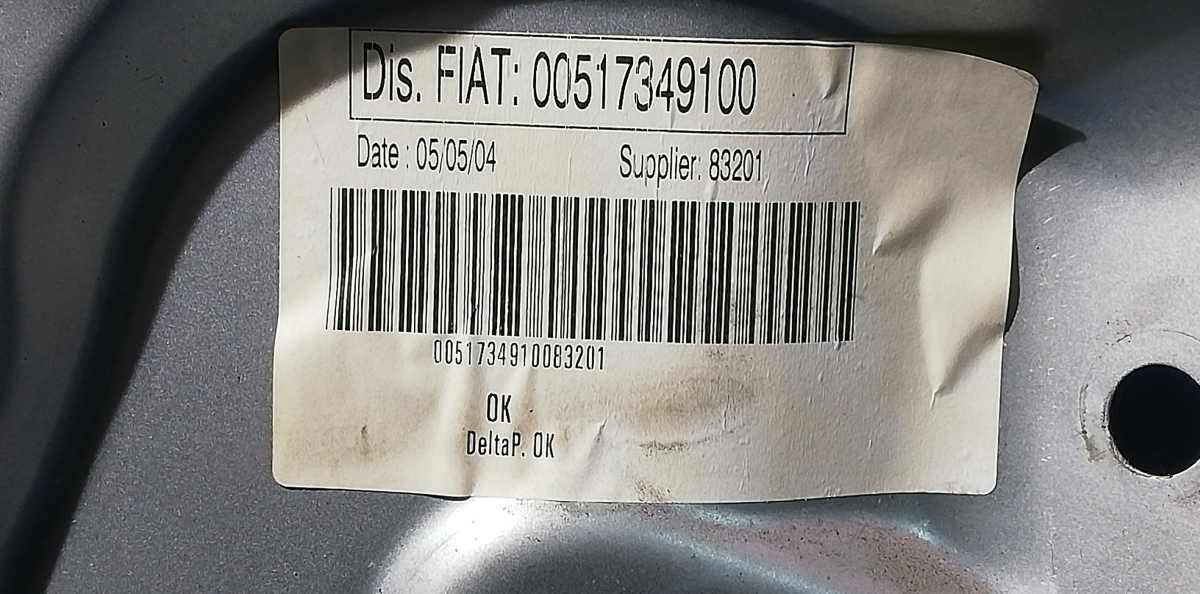 Dis. FIAT: 00517349100
Date : 05/05/04 Supplier: 83201
0051734910083201
OK
DeltaP. OK